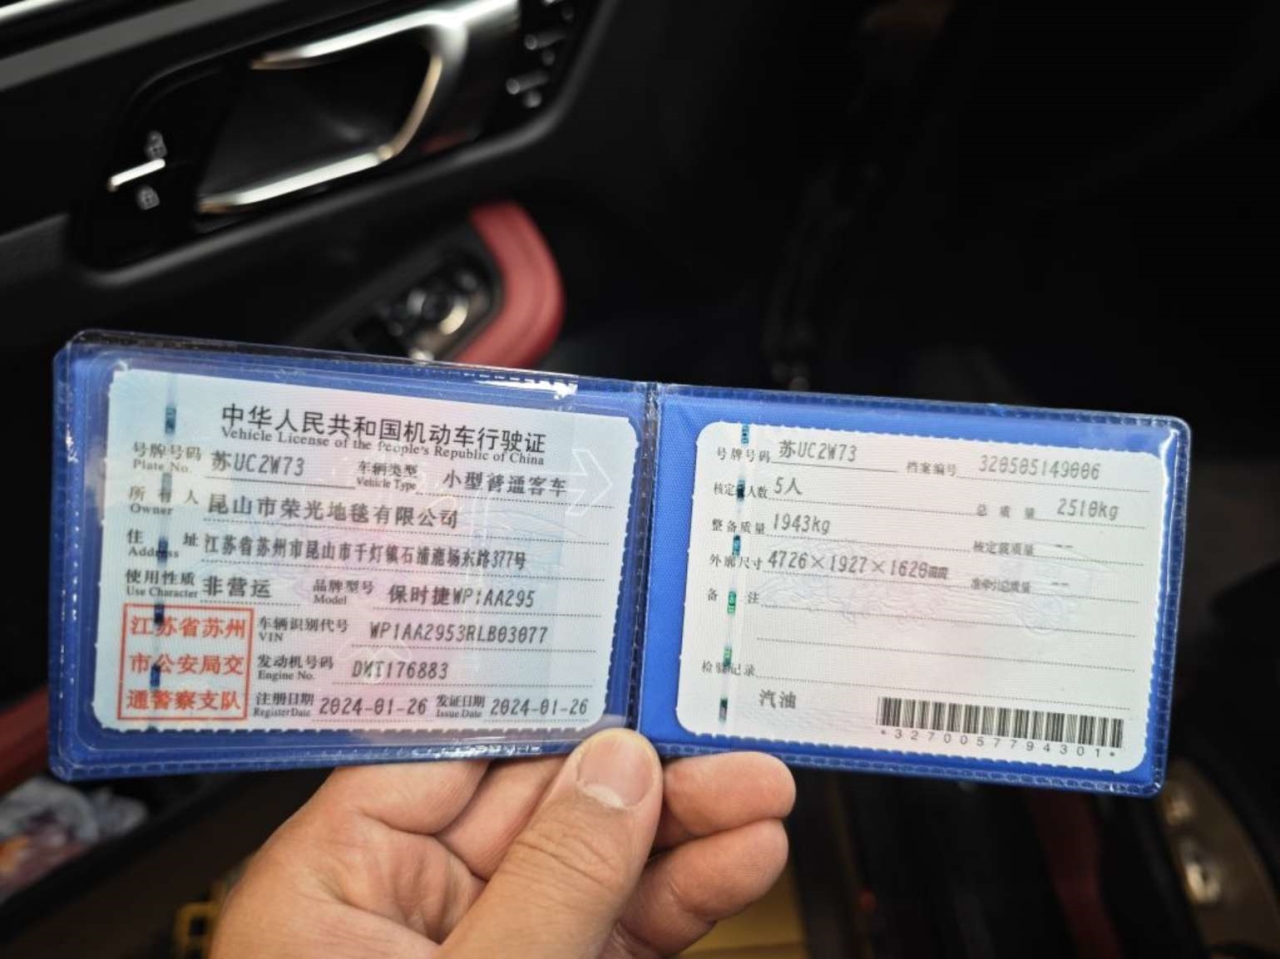 中华人民共和国机动车行驶证
Vehicle License of the People's Republic of China
号牌号码 Plate No. 苏UC2W73 车辆类型 Vehicle Type 小型普通客车
所有人 Owner 昆山市荣光地毯有限公司
住址 Address 江苏省苏州市昆山市千灯镇石浦鹿场东路377号
使用性质 Use Character 非营运 品牌型号 Model 保时捷WP1AA295
江苏省苏州市公安局交通警察支队
车辆识别代号 VIN WP1AA2953RLB03077
发动机号码 Engine No. DMT176883
注册日期 Register Date 2024-01-26 发证日期 Issue Date 2024-01-26
号牌号码 苏UC2W73 档案编号 320505149006
核定载人数 5人 总质量 2510kg
整备质量 1943kg 核定载质量 --
外廓尺寸 4726×1927×1620mm 准牵引总质量 --
备注
检验记录
汽油
*3270057794301*